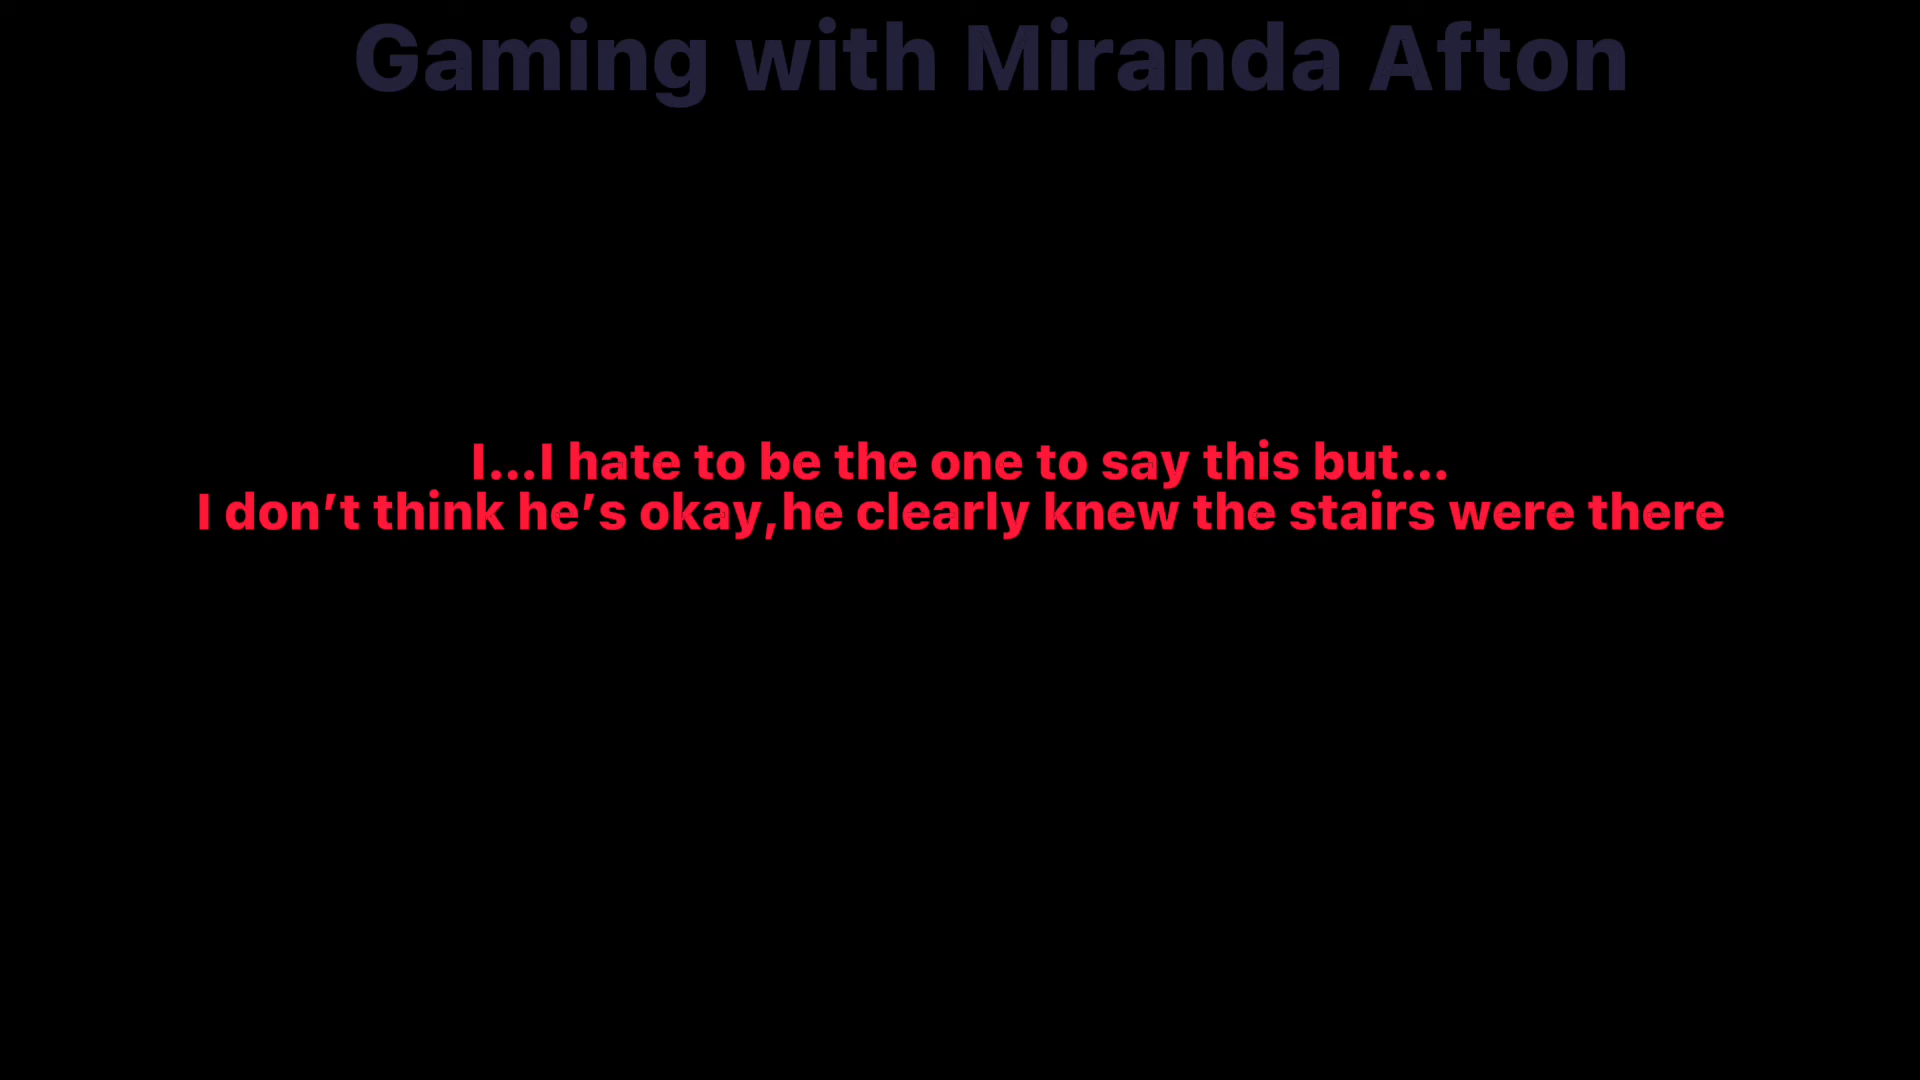 Gaming with Miranda Afton
I...I hate to be the one to say this but...
I don’t think he’s okay,he clearly knew the stairs were there